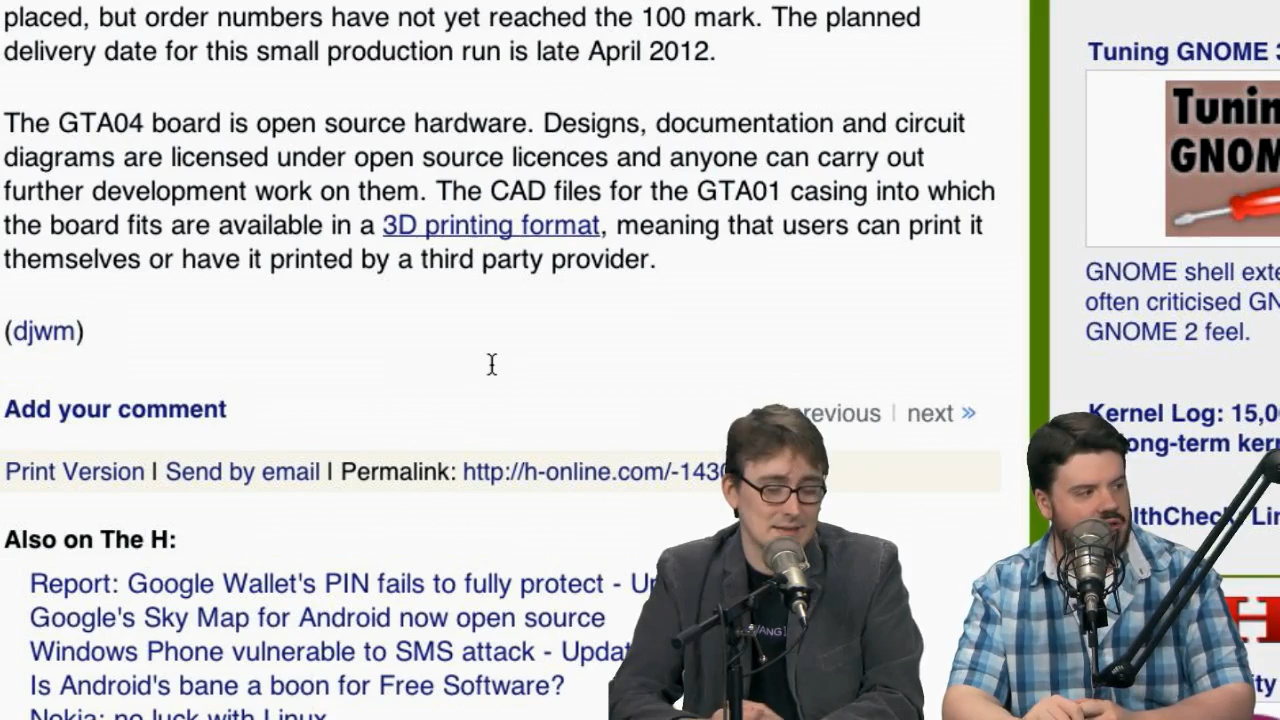 placed, but order numbers have not yet reached the 100 mark. The planned
delivery date for this small production run is late April 2012.
The GTA04 board is open source hardware. Designs, documentation and circuit
diagrams are licensed under open source licences and anyone can carry out
further development work on them. The CAD files for the GTA01 casing into which
the board fits are available in a 3D printing format, meaning that users can print it
themselves or have it printed by a third party provider.
(djwm)
Add your comment
revious | next »
Print Version | Send by email | Permalink: http://h-online.com/-143
Also on The H:
Report: Google Wallet's PIN fails to fully protect - U
Google's Sky Map for Android now open source
Windows Phone vulnerable to SMS attack - Updat
Is Android's bane a boon for Free Software?
Nokia: no luck with Linux
Tuning GNOME 3
Tunin
GNOM
GNOME shell exte
often criticised GN
GNOME 2 feel.
Kernel Log: 15,0
ong-term kern
lthCheck: Lin
H
ity
VANGI